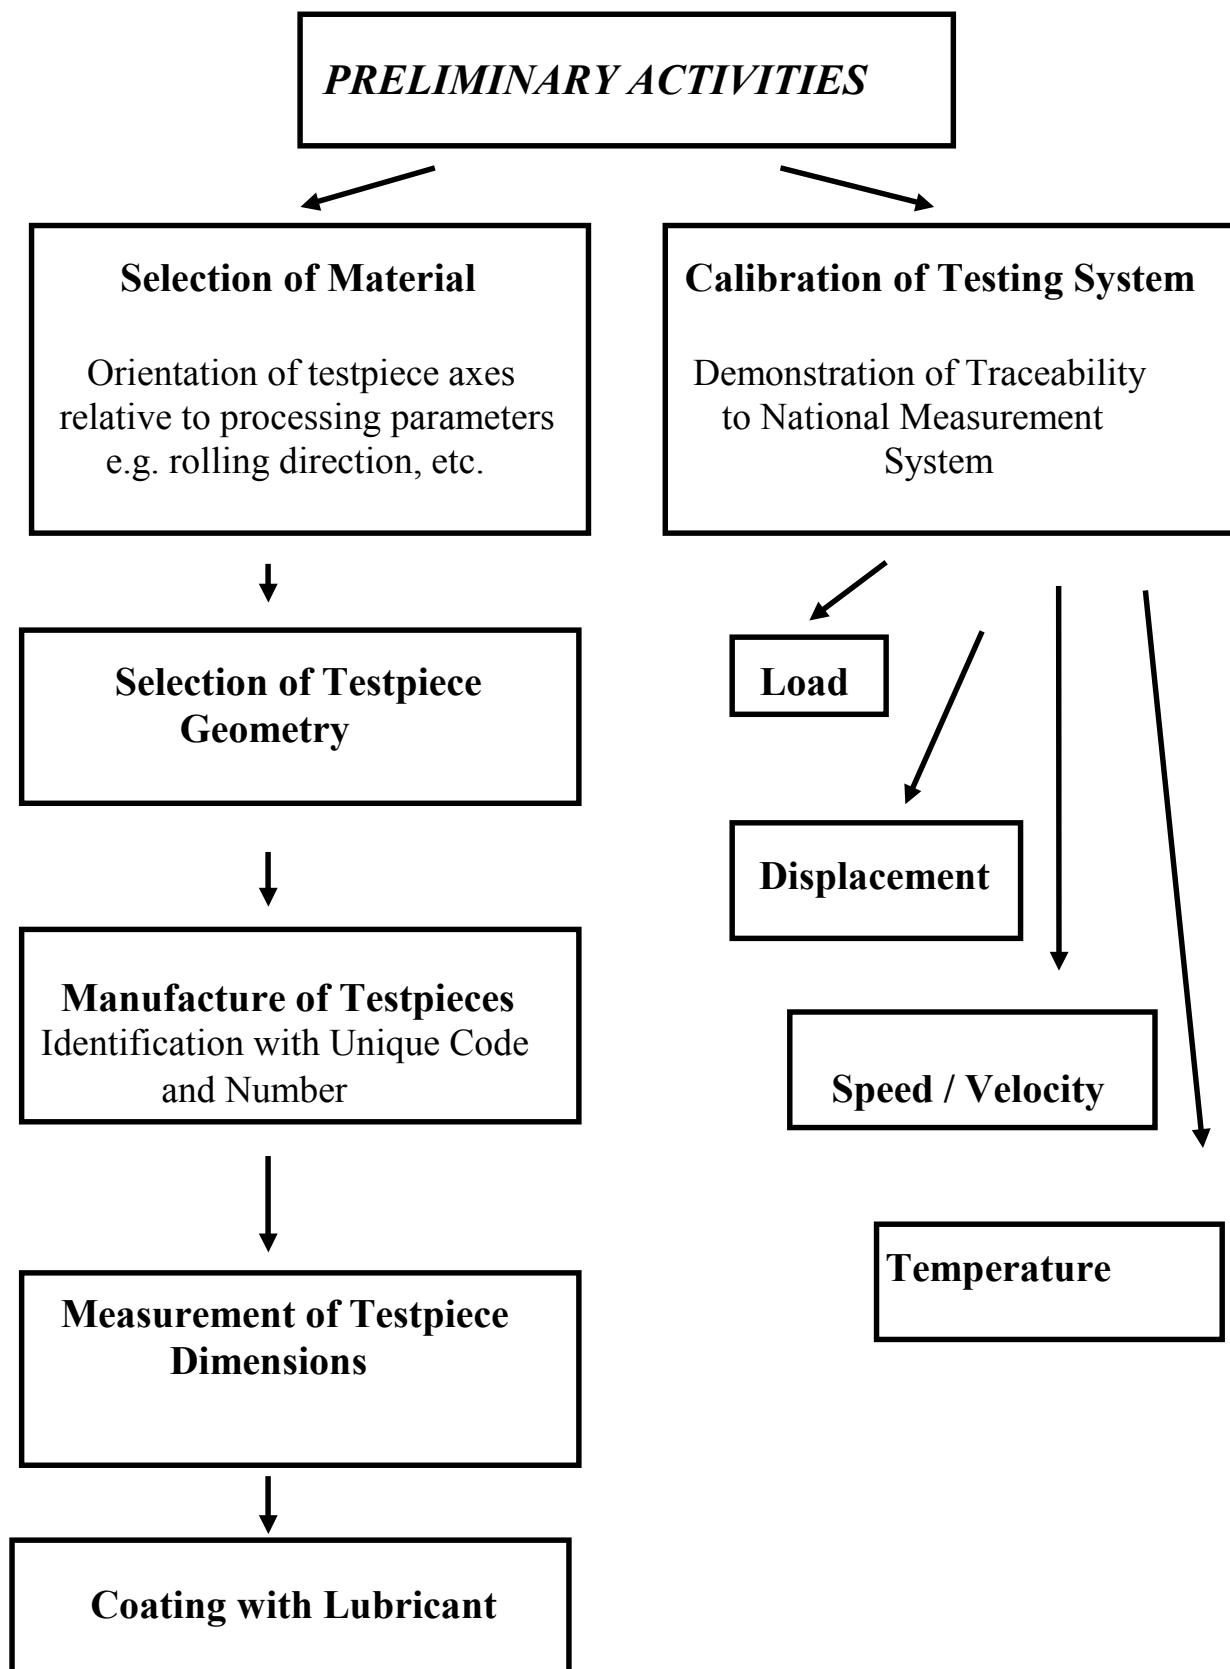 PRELIMINARY ACTIVITIES
Selection of Material
Orientation of testpiece axes
relative to processing parameters
e.g. rolling direction, etc.
Calibration of Testing System
Demonstration of Traceability
to National Measurement
System
Selection of Testpiece
Geometry
Load
Displacement
Manufacture of Testpieces
Identification with Unique Code
and Number
Speed / Velocity
Temperature
Measurement of Testpiece
Dimensions
Coating with Lubricant